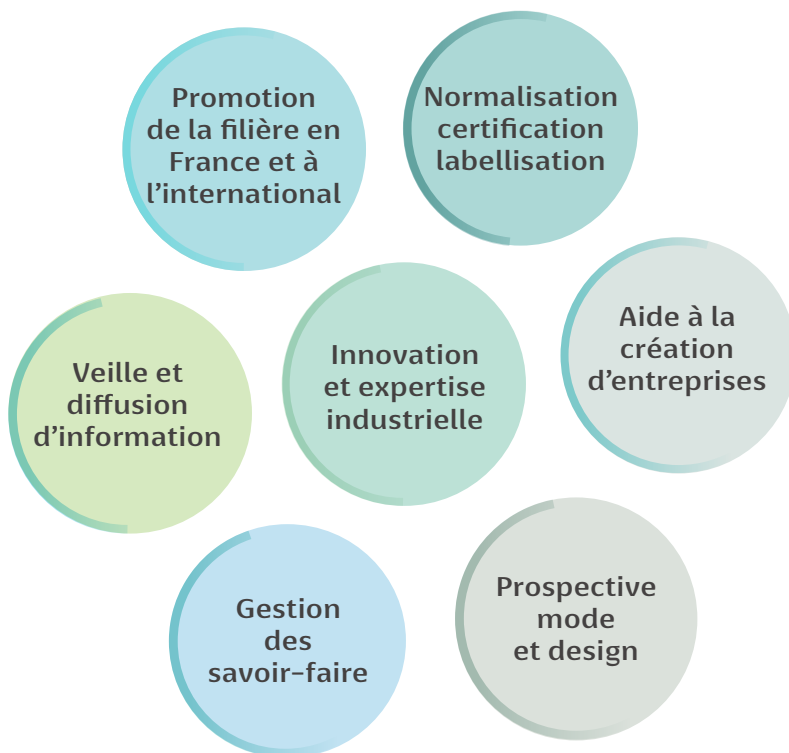 Promotion
de la filière en
France et à
l'international
Normalisation
certification
labellisation
Aide à la
création
d'entreprises
Innovation
et expertise
industrielle
Veille et
diffusion
d'information
Gestion
des
savoir-faire
Prospective
mode
et design